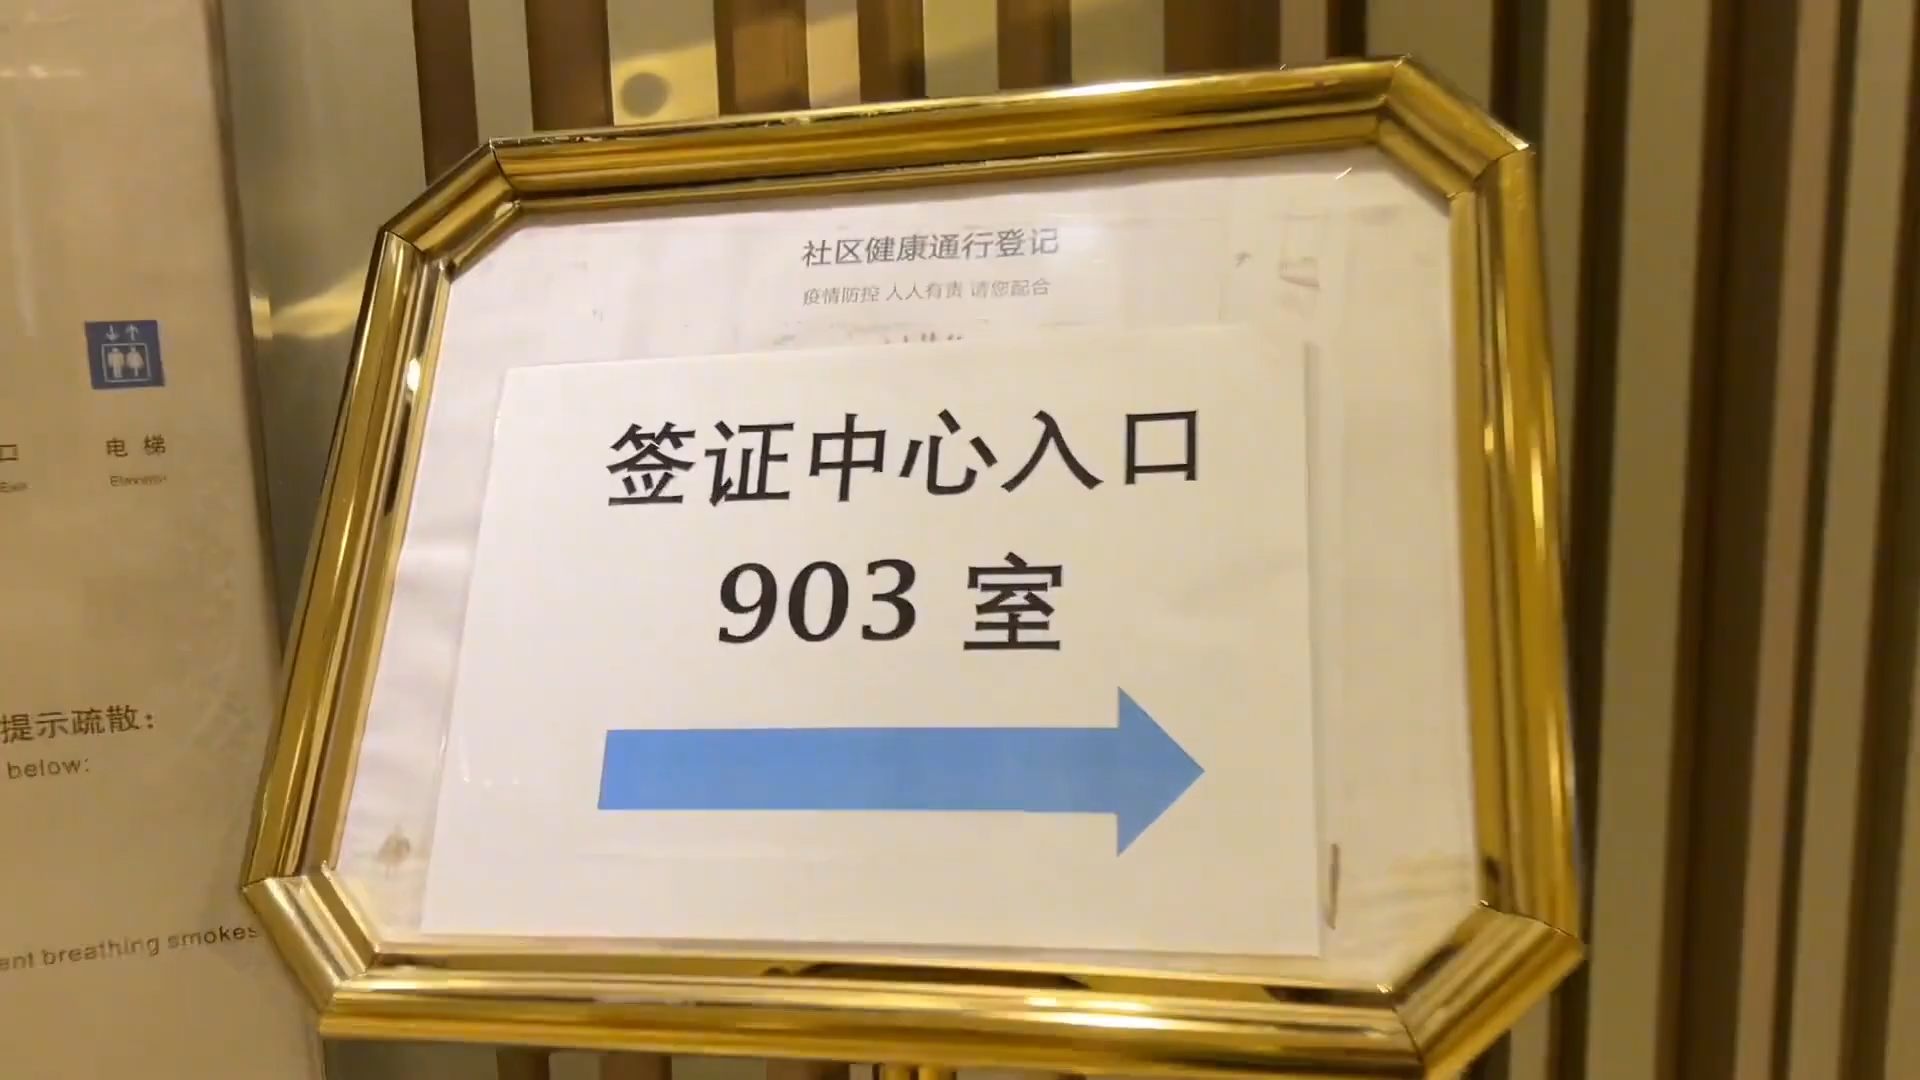 社区健康通行登记
疫情防控 人人有责 请您配合
签证中心入口
903 室
口
电 梯
Exit
Elevator
提示疏散：
below:
ent breathing smokes